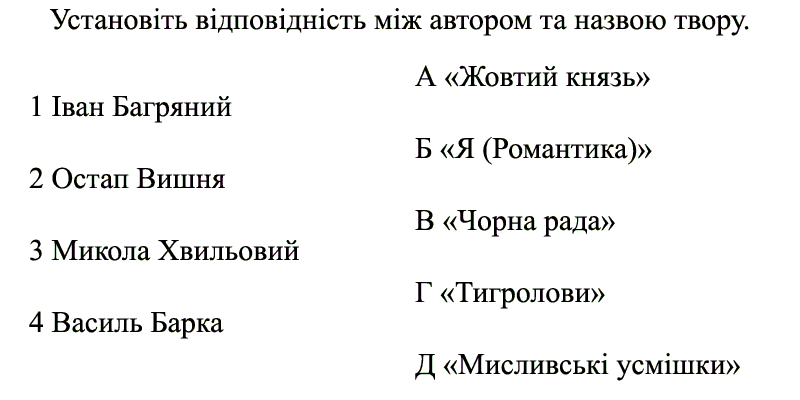 Установіть відповідність між автором та назвою твору.
А «Жовтий князь»
1 Іван Багряний
Б «Я (Романтика)»
2 Остап Вишня
В «Чорна рада»
3 Микола Хвильовий
Г «Тигролови»
4 Василь Барка
Д «Мисливські усмішки»